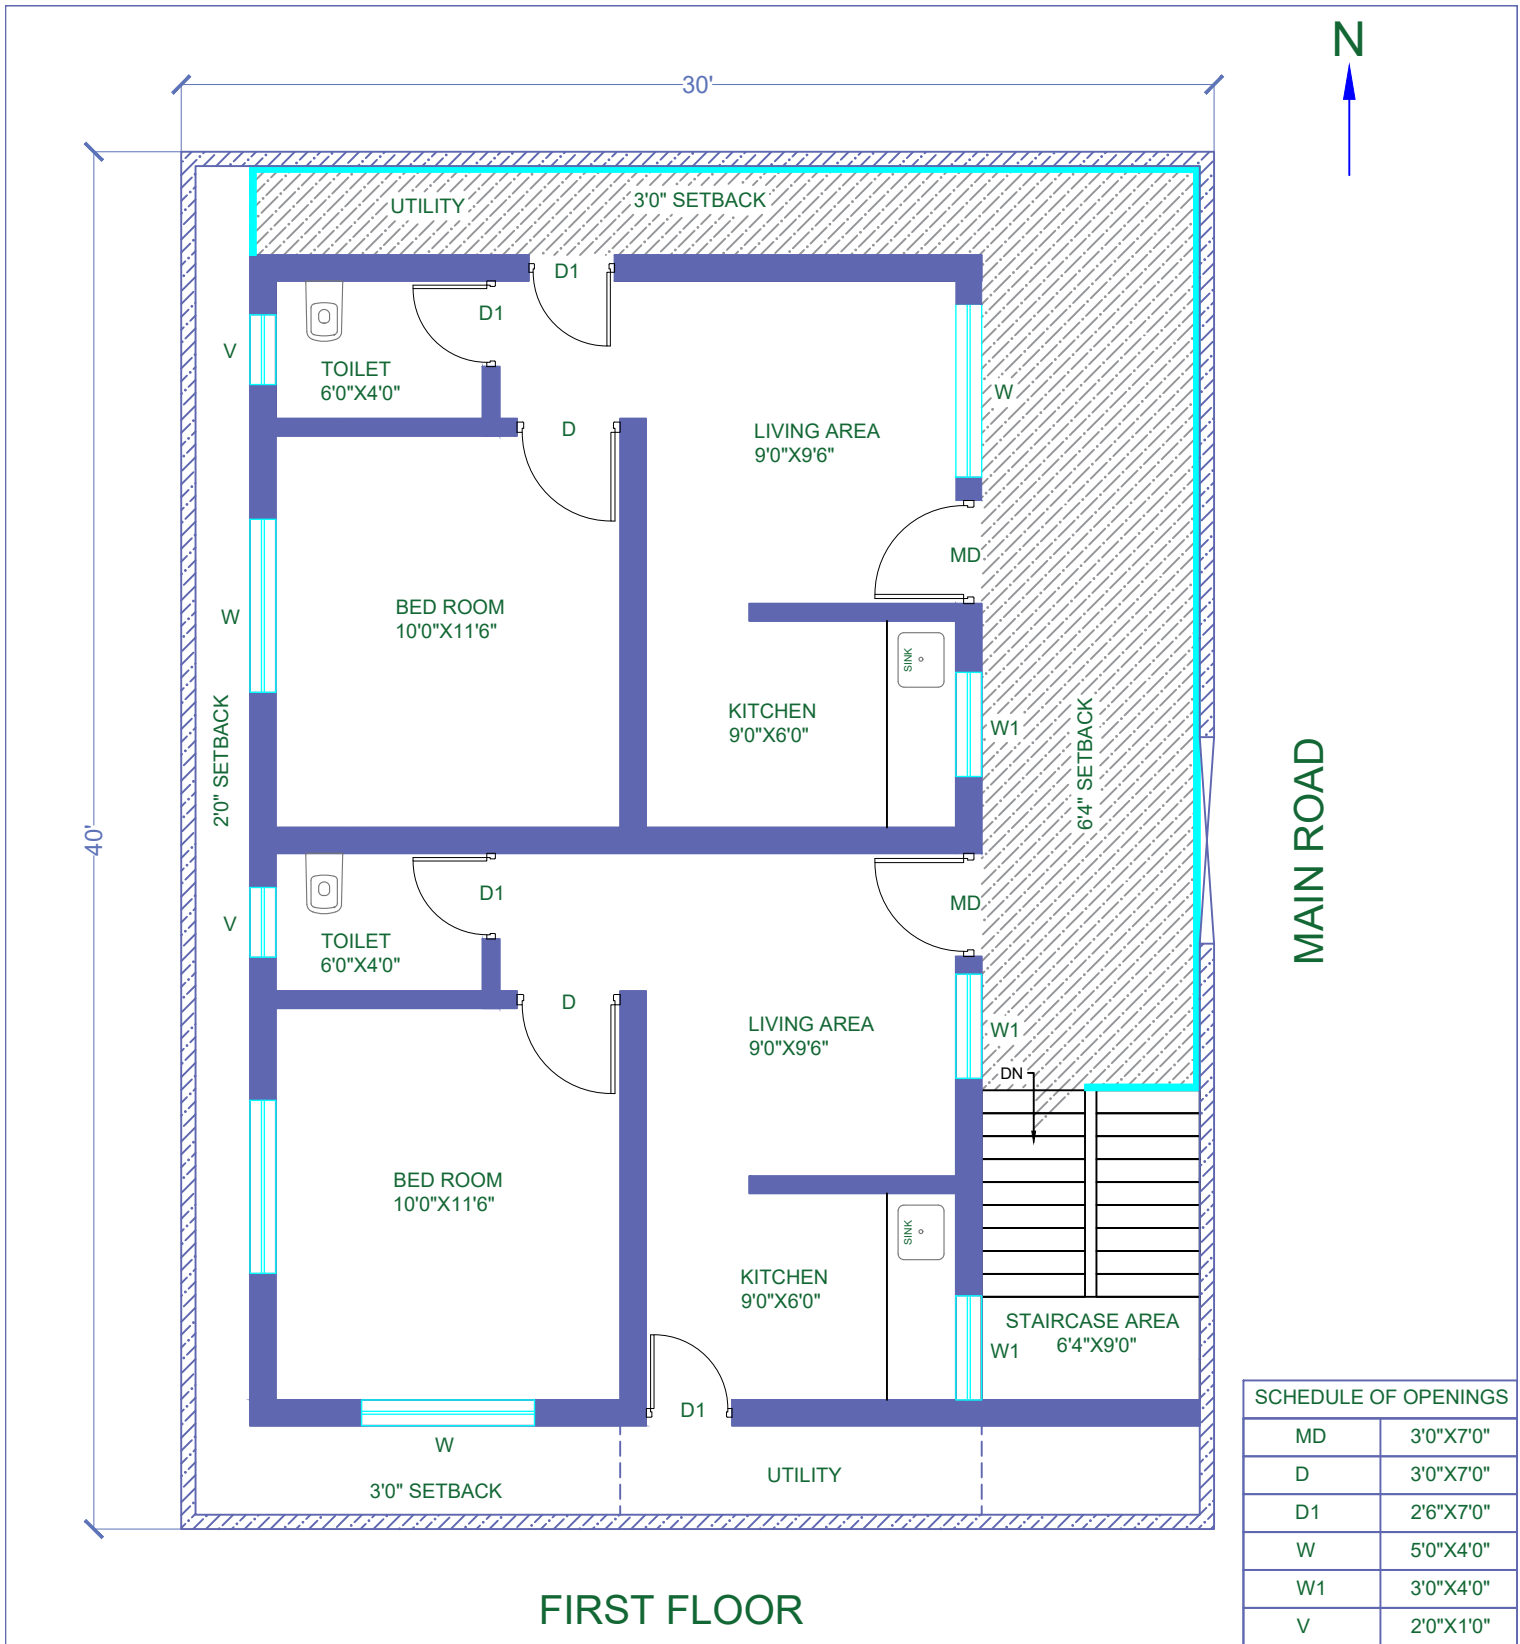 N
30'
UTILITY
3'0" SETBACK
D1
D1
V
TOILET
6'0"X4'0"
W
D
LIVING AREA
9'0"X9'6"
MD
BED ROOM
10'0"X11'6"
W
SINK
KITCHEN
9'0"X6'0"
W1
2'0" SETBACK
6'4" SETBACK
MAIN ROAD
40'
D1
MD
V
TOILET
6'0"X4'0"
D
LIVING AREA
9'0"X9'6"
W1
DN
BED ROOM
10'0"X11'6"
SINK
KITCHEN
9'0"X6'0"
STAIRCASE AREA
6'4"X9'0"
W1
D1
W
3'0" SETBACK
UTILITY
SCHEDULE OF OPENINGS
MD 3'0"X7'0"
D 3'0"X7'0"
D1 2'6"X7'0"
W 5'0"X4'0"
W1 3'0"X4'0"
V 2'0"X1'0"
FIRST FLOOR